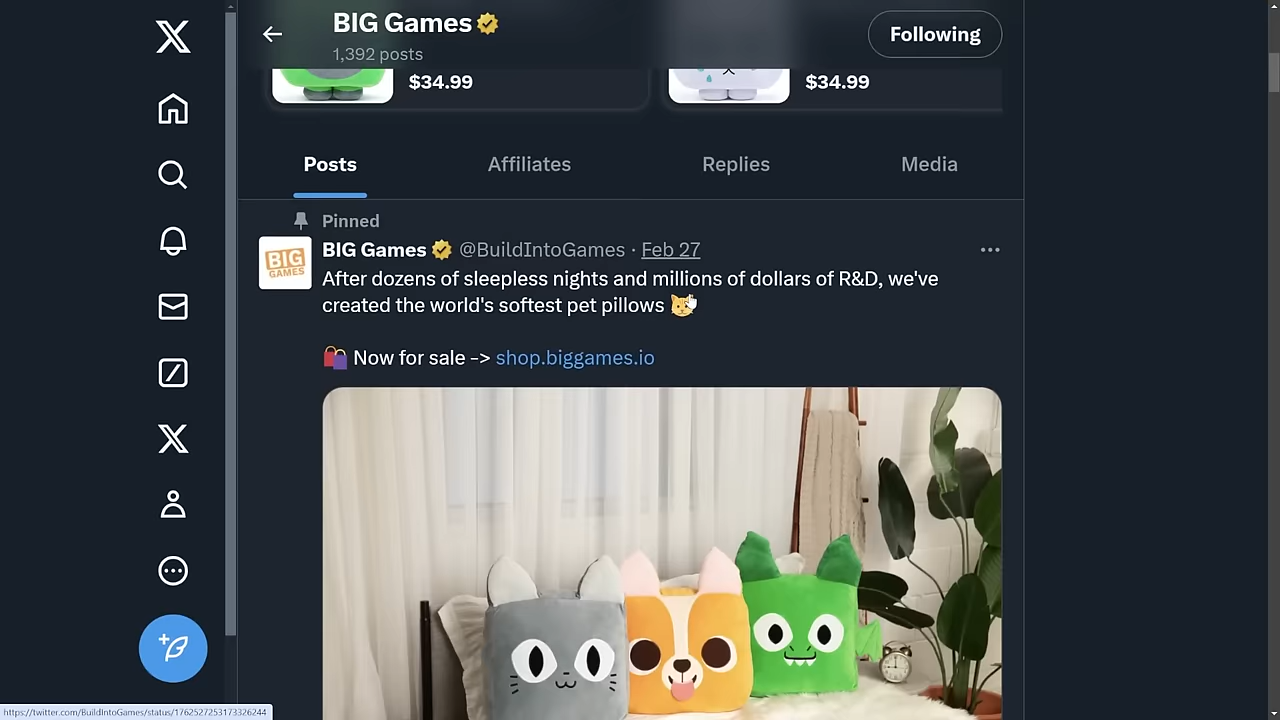 BIG Games
1,392 posts
Following
$34.99
$34.99
Posts
Affiliates
Replies
Media
Pinned
BIG GAMES
BIG Games @BuildIntoGames · Feb 27
After dozens of sleepless nights and millions of dollars of R&D, we've
created the world's softest pet pillows 🐱
🛍️ Now for sale –> shop.biggames.io
https://twitter.com/BuildIntoGames/status/1762527253173326244